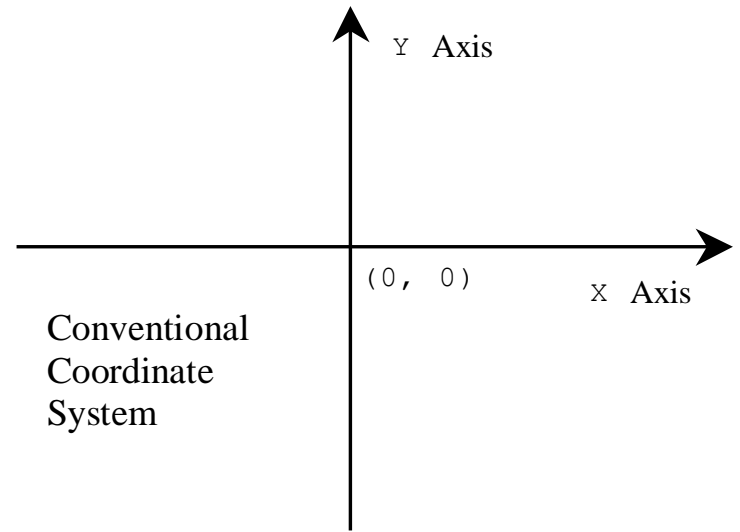 Y Axis
(0, 0)
X Axis
Conventional
Coordinate
System